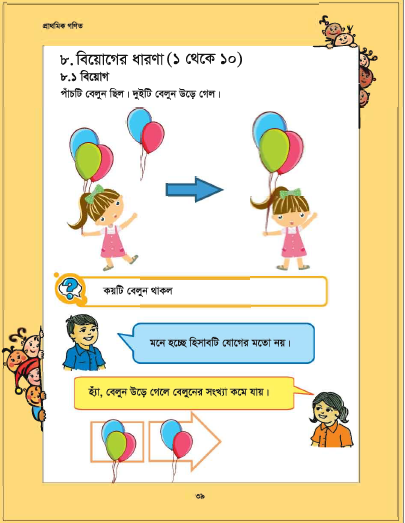 প্রাথমিক গণিত
৮. বিয়োগের ধারণা (১ থেকে ১০)
৮.১ বিয়োগ
পাঁচটি বেলুন ছিল। দুইটি বেলুন উড়ে গেল।
?
কয়টি বেলুন থাকল
মনে হচ্ছে হিসাবটি যোগের মতো নয়।
হ্যাঁ, বেলুন উড়ে গেলে বেলুনের সংখ্যা কমে যায়।
৩৯